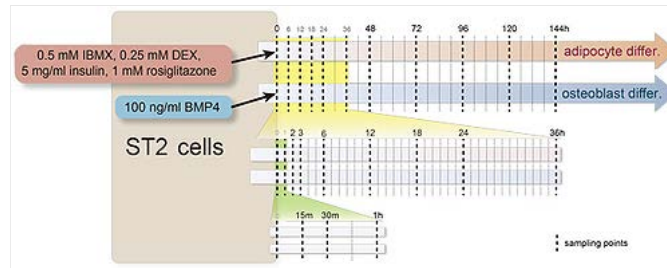 0 6 12 18 24 36 48 72 96 120 144h
0.5 mM IBMX, 0.25 mM DEX,
5 mg/ml insulin, 1 mM rosiglitazone
adipocyte differ.
100 ng/ml BMP4
osteoblast differ.
ST2 cells
0 1 2 3 6 12 18 24 36h
15m 30m 1h
sampling points